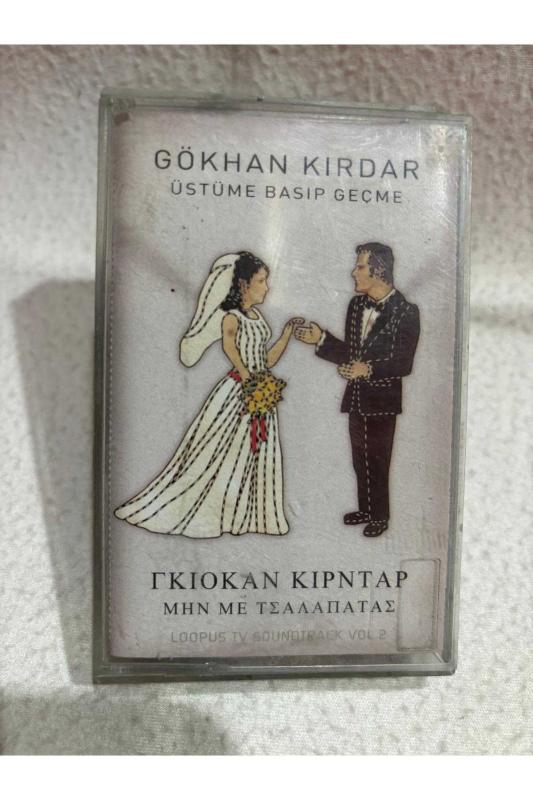 GÖKHAN KIRDAR
ÜSTÜME BASIP GEÇME
ΓΚΙΟΚΑΝ ΚΙΡΝΤΑΡ
ΜΗΝ ΜΕ ΤΣΑΛΑΠΑΤΑΣ
LOOPUS TV SOUNDTRACK VOL 2